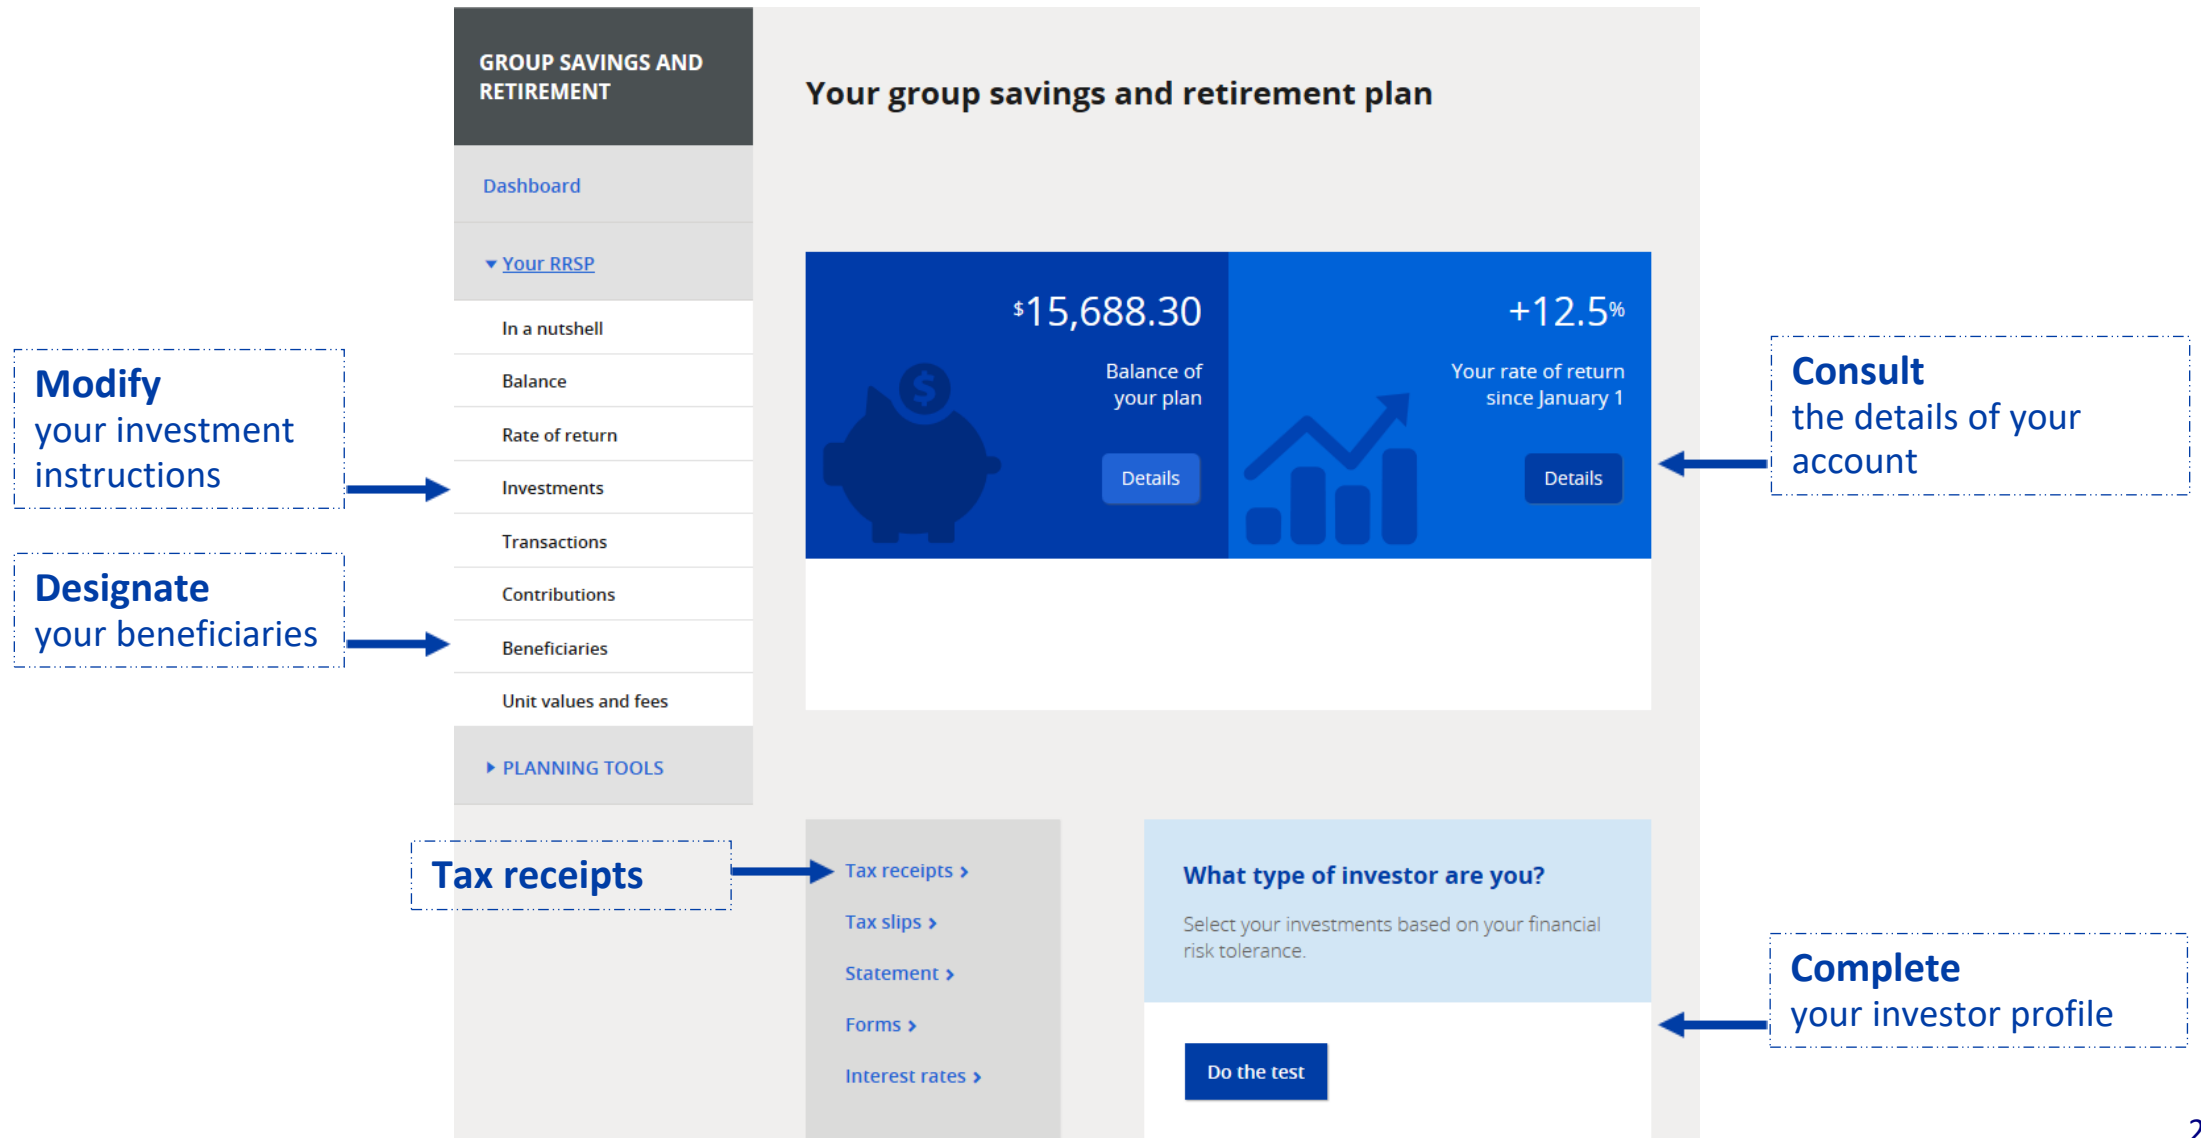 GROUP SAVINGS AND
RETIREMENT
Dashboard
Your RRSP
In a nutshell
Balance
Rate of return
Investments
Transactions
Contributions
Beneficiaries
Unit values and fees
PLANNING TOOLS
Modify
your investment
instructions
Designate
your beneficiaries
Tax receipts
Your group savings and retirement plan
$15,688.30
Balance of
your plan
Details
+12.5%
Your rate of return
since January 1
Details
Consult
the details of your
account
Tax receipts >
Tax slips >
Statement >
Forms >
Interest rates >
What type of investor are you?
Select your investments based on your financial
risk tolerance.
Do the test
Complete
your investor profile